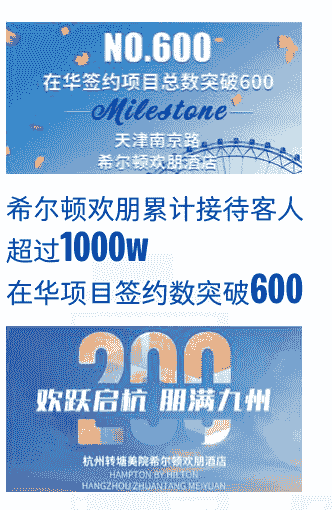 NO.600
在华签约项目总数突破600
Milestone
天津南京路
希尔顿欢朋酒店
希尔顿欢朋累计接待客人
超过1000w
在华项目签约数突破600
200
欢跃启杭 朋满九州
杭州转塘美院希尔顿欢朋酒店
HAMPTON BY HILTON
HANGZHOU ZHUANTANG MEIYUAN